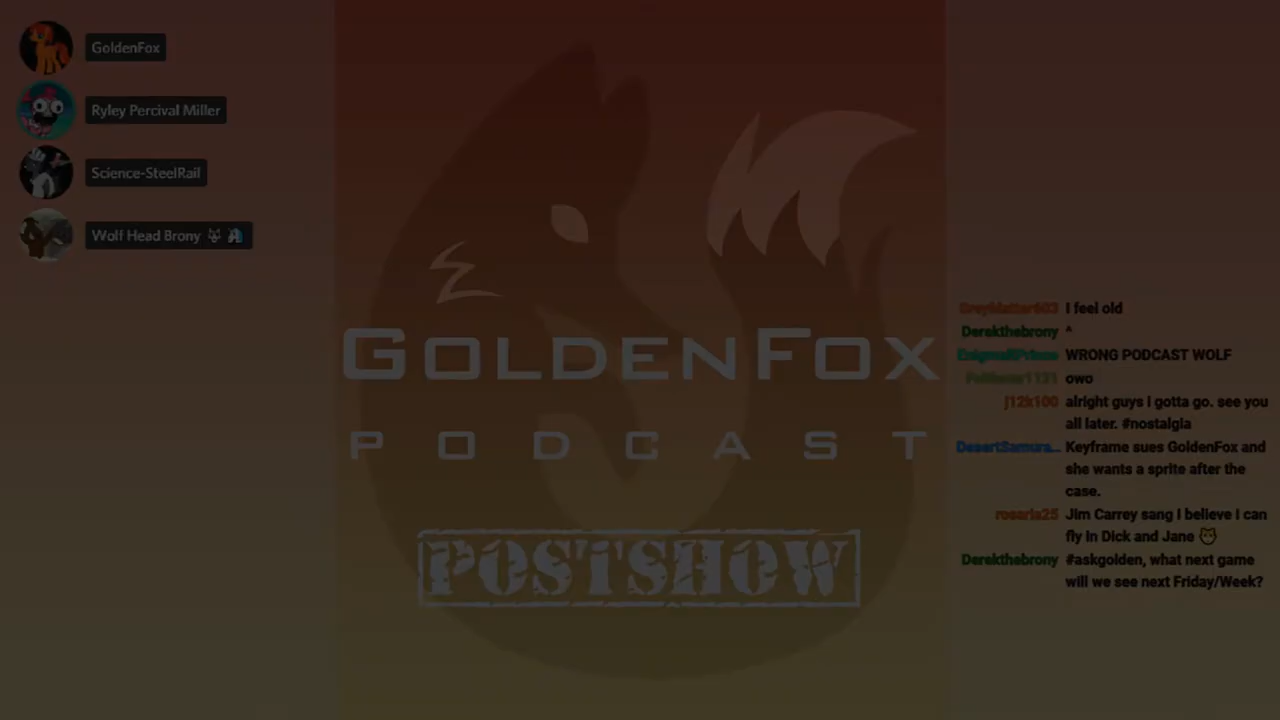 GoldenFox
Ryley Percival Miller
Science-SteelRail
Wolf Head Brony
GOLDENFOX
PODCAST
POSTSHOW
GreyMatter603 I feel old
Derekthebrony ^
WRONG PODCAST WOLF
owo
j12k100 alright guys I gotta go. see you
all later. #nostalgia
DesertSamura... Keyframe sues GoldenFox and
she wants a sprite after the
case.
rosaria25 Jim Carrey sang I believe I can
fly in Dick and Jane
Derekthebrony #askgolden, what next game
will we see next Friday/Week?